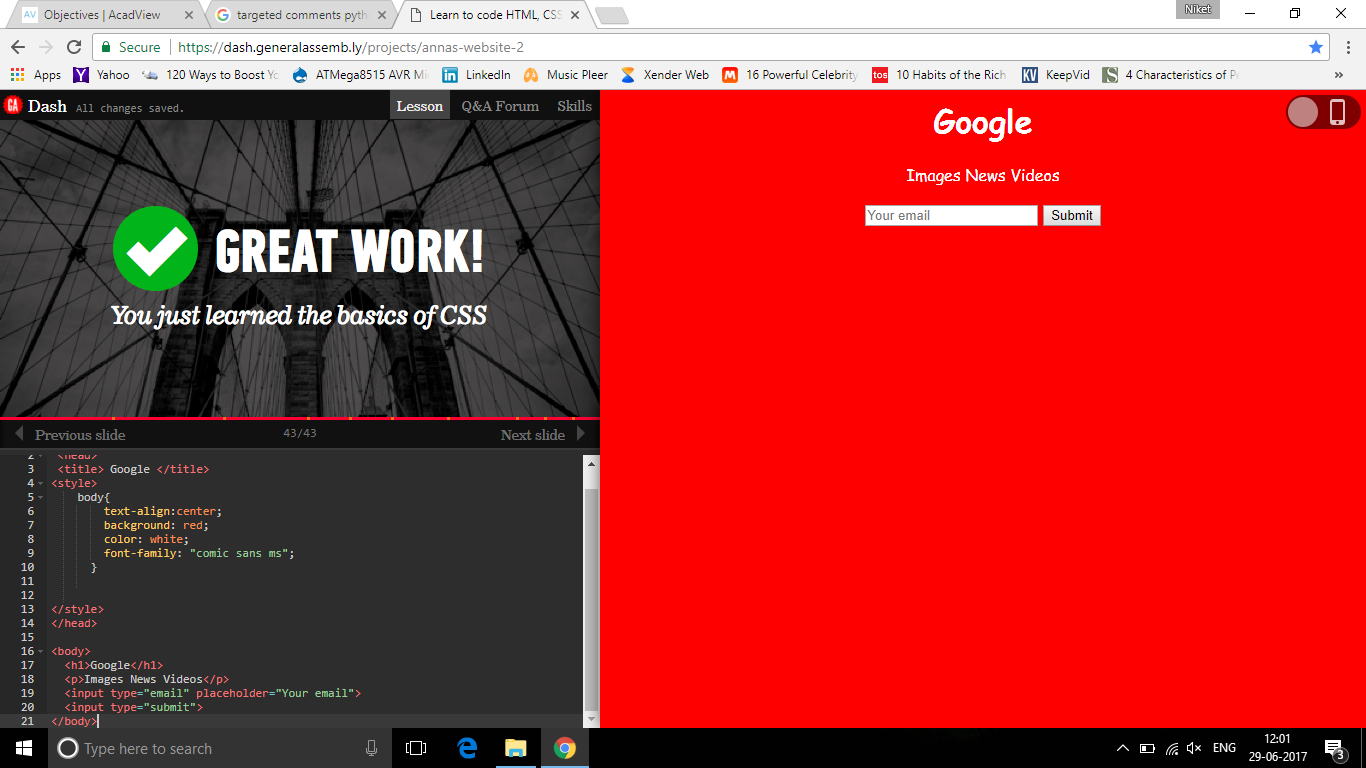 Objectives | AcadView
targeted comments pyth
Learn to code HTML, CSS
Niket
Secure https://dash.generalassemb.ly/projects/annas-website-2
Apps Yahoo 120 Ways to Boost Yo ATMega8515 AVR Mi LinkedIn Music Pleer Xender Web 16 Powerful Celebrity 10 Habits of the Rich KeepVid 4 Characteristics of Pe »
GA Dash All changes saved. Lesson Q&A Forum Skills
GREAT WORK!
You just learned the basics of CSS
Previous slide 43/43 Next slide
2 <head>
3 <title> Google </title>
4 <style>
5 body{
6 text-align:center;
7 background: red;
8 color: white;
9 font-family: "comic sans ms";
10 }
11
12
13 </style>
14 </head>
15
16 <body>
17 <h1>Google</h1>
18 <p>Images News Videos</p>
19 <input type="email" placeholder="Your email">
20 <input type="submit">
21 </body>
Google
Images News Videos
Your email Submit
Type here to search
ENG
12:01
29-06-2017
3